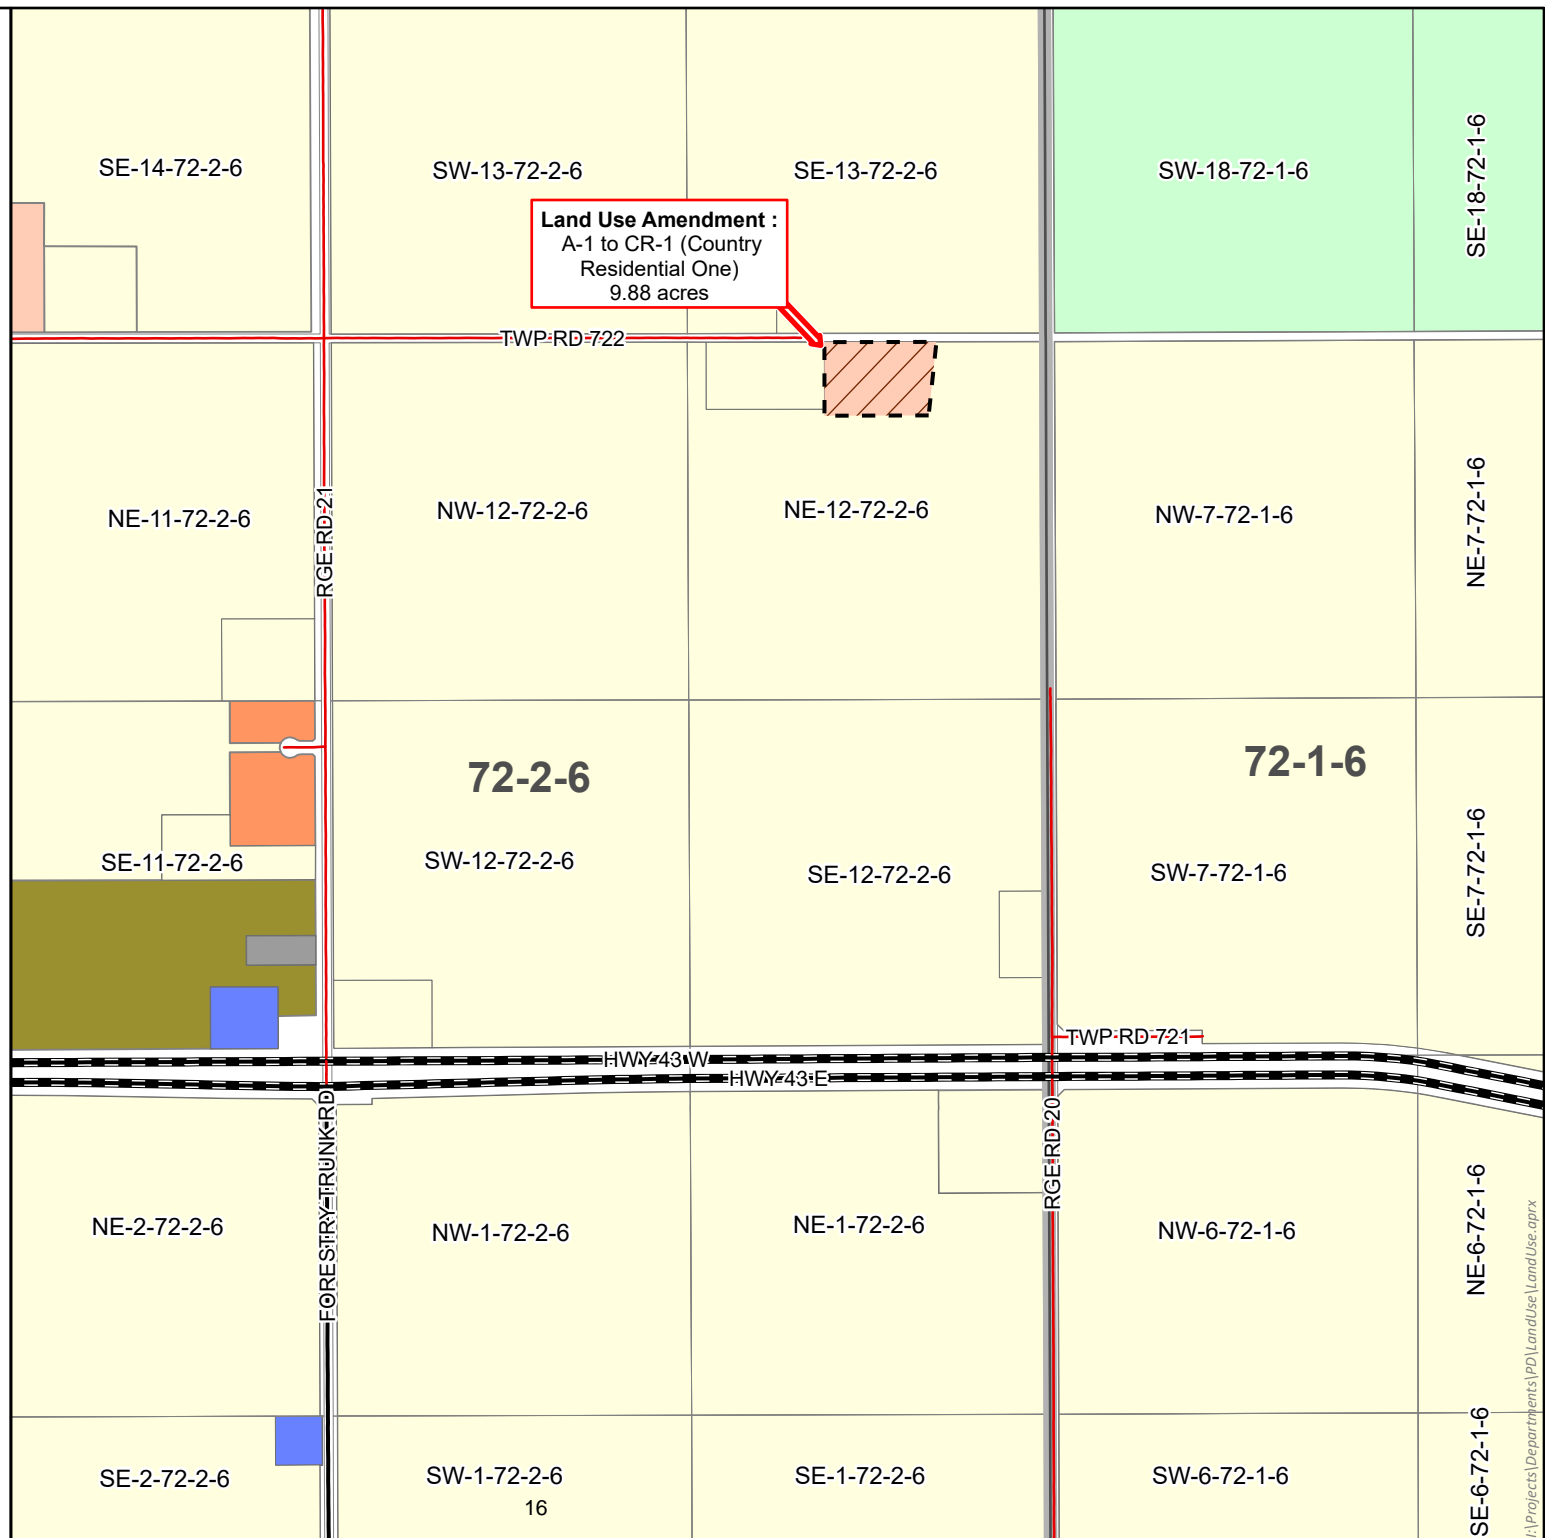 SE-14-72-2-6
SW-13-72-2-6
SE-13-72-2-6
SW-18-72-1-6
SE-18-72-1-6
Land Use Amendment :
A-1 to CR-1 (Country
Residential One)
9.88 acres
TWP RD 722
NE-11-72-2-6
RGE RD 21
NW-12-72-2-6
NE-12-72-2-6
NW-7-72-1-6
NE-7-72-1-6
72-2-6
72-1-6
SE-11-72-2-6
SW-12-72-2-6
SE-12-72-2-6
SW-7-72-1-6
SE-7-72-1-6
TWP RD 721
HWY 43 W
HWY 43 E
FORESTRY TRUNK RD
RGE RD 20
NE-2-72-2-6
NW-1-72-2-6
NE-1-72-2-6
NW-6-72-1-6
NE-6-72-1-6
SE-2-72-2-6
SW-1-72-2-6
SE-1-72-2-6
SW-6-72-1-6
SE-6-72-1-6
16
I:\Projects\Departments\PD\LandUse\LandUse.aprx